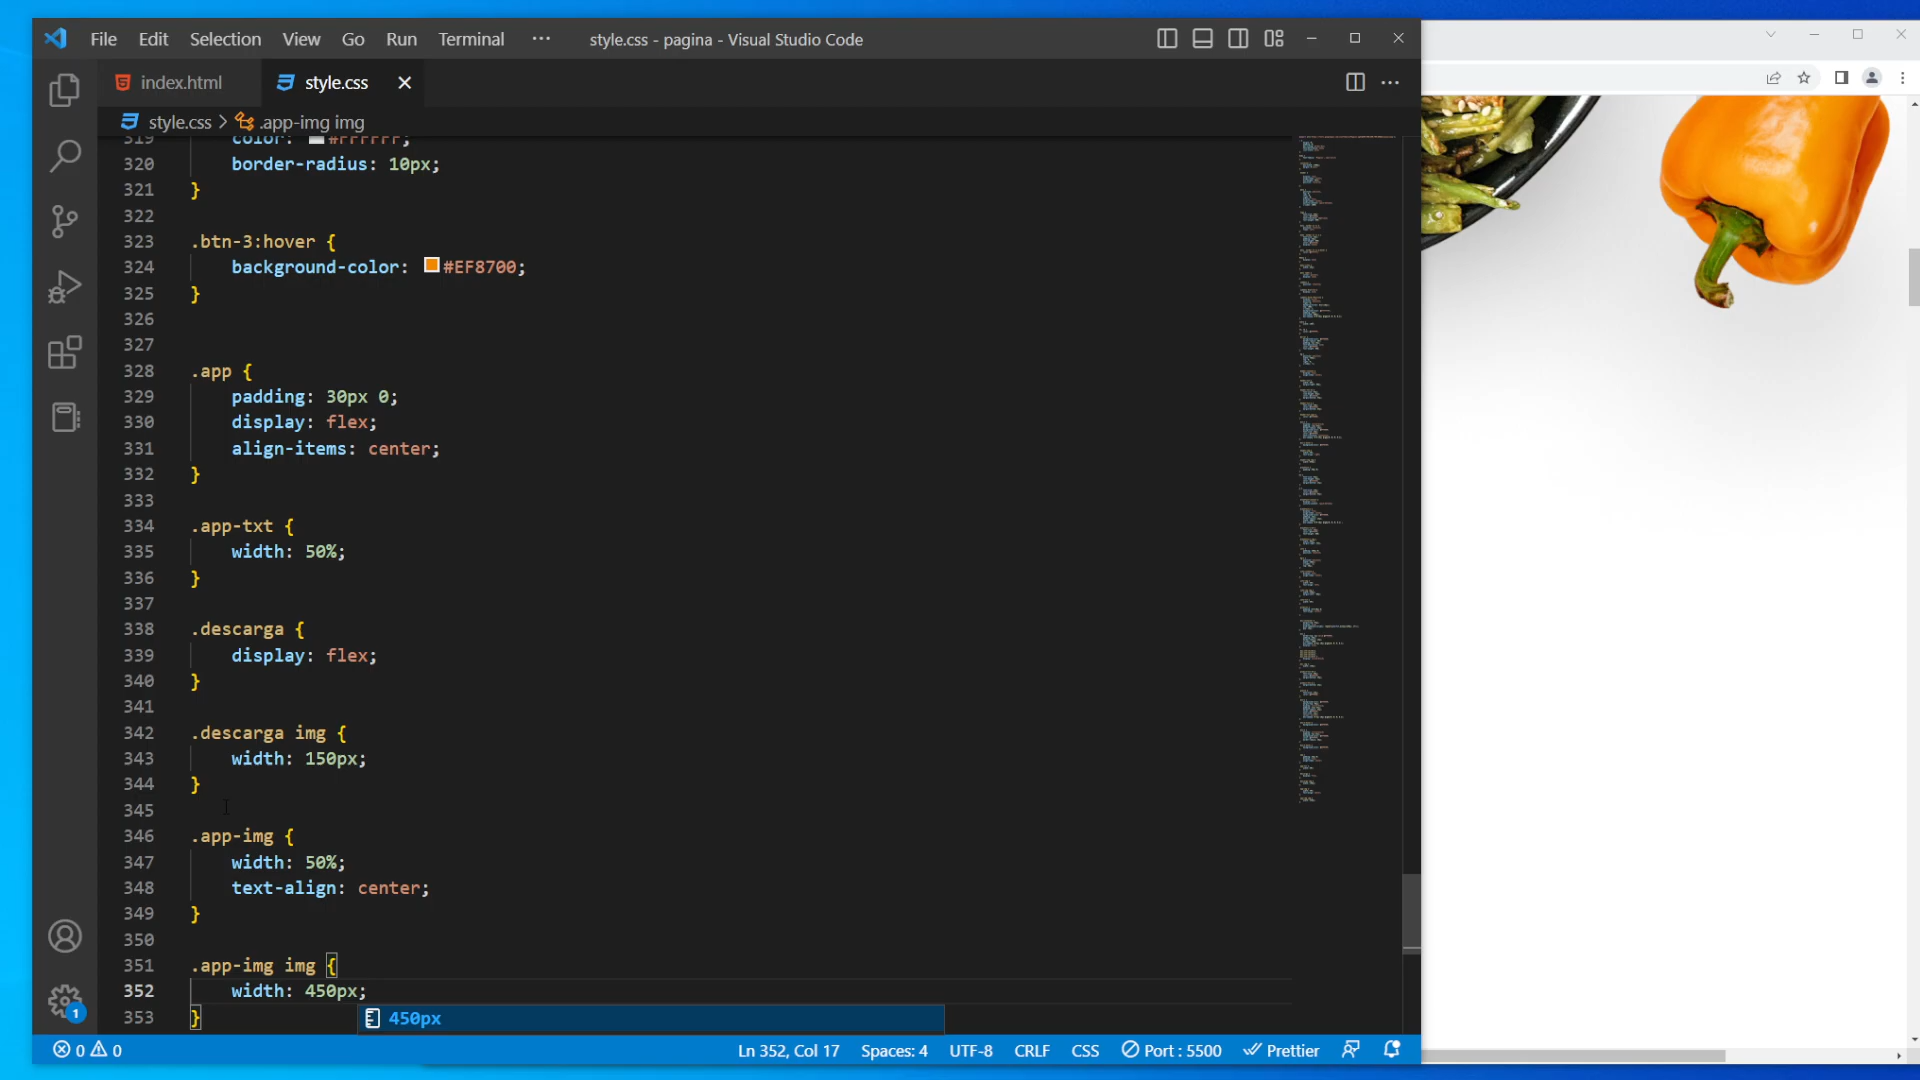 File Edit Selection View Go Run Terminal ··· style.css - pagina - Visual Studio Code
index.html style.css
style.css > .app-img img
319 color: #FFFFFF;
320 border-radius: 10px;
321 }
322
323 .btn-3:hover {
324 background-color: #EF8700;
325 }
326
327
328 .app {
329 padding: 30px 0;
330 display: flex;
331 align-items: center;
332 }
333
334 .app-txt {
335 width: 50%;
336 }
337
338 .descarga {
339 display: flex;
340 }
341
342 .descarga img {
343 width: 150px;
344 }
345
346 .app-img {
347 width: 50%;
348 text-align: center;
349 }
350
351 .app-img img {
352 width: 450px;
353 }
450px
1
0 0 Ln 352, Col 17 Spaces: 4 UTF-8 CRLF CSS Port : 5500 Prettier